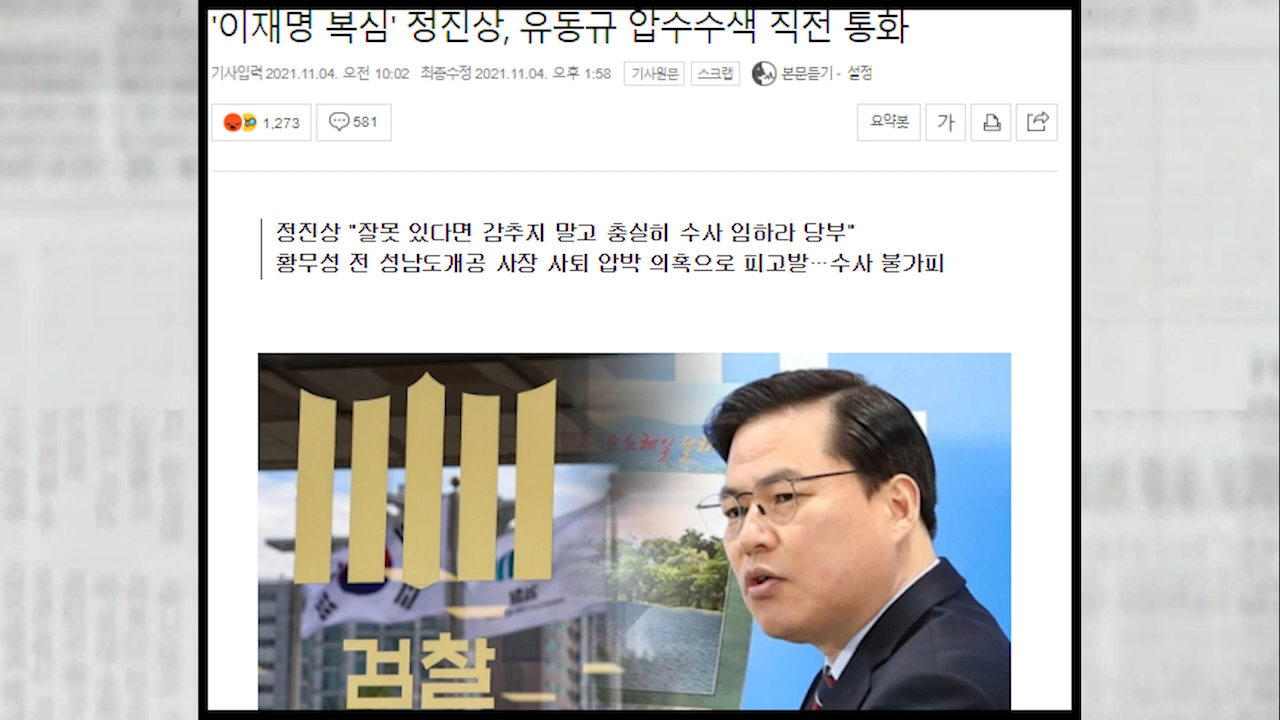 '이재명 복심' 정진상, 유동규 압수수색 직전 통화
기사입력 2021.11.04. 오전 10:02 최종수정 2021.11.04. 오후 1:58 기사원문 스크랩 본문듣기 · 설정
1,273 581 요약봇 가
정진상 "잘못 있다면 감추지 말고 충실히 수사 임하라 당부"
황무성 전 성남도개공 사장 사퇴 압박 의혹으로 피고발…수사 불가피
검찰